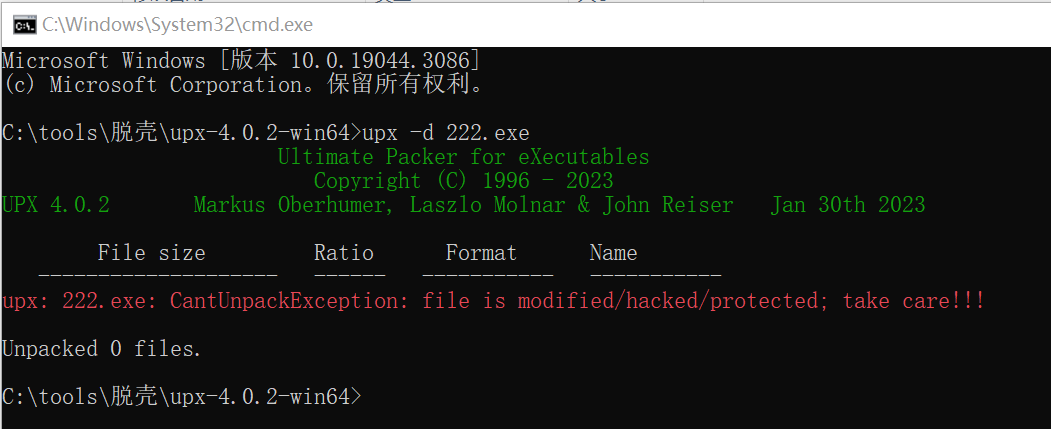 C:\Windows\System32\cmd.exe
Microsoft Windows [版本 10.0.19044.3086]
(c) Microsoft Corporation。保留所有权利。
C:\tools\脱壳\upx-4.0.2-win64>upx -d 222.exe
Ultimate Packer for eXecutables
Copyright (C) 1996 - 2023
UPX 4.0.2 Markus Oberhumer, Laszlo Molnar & John Reiser Jan 30th 2023
File size Ratio Format Name
-------------------- ------ ----------- -----------
upx: 222.exe: CantUnpackException: file is modified/hacked/protected; take care!!!
Unpacked 0 files.
C:\tools\脱壳\upx-4.0.2-win64>